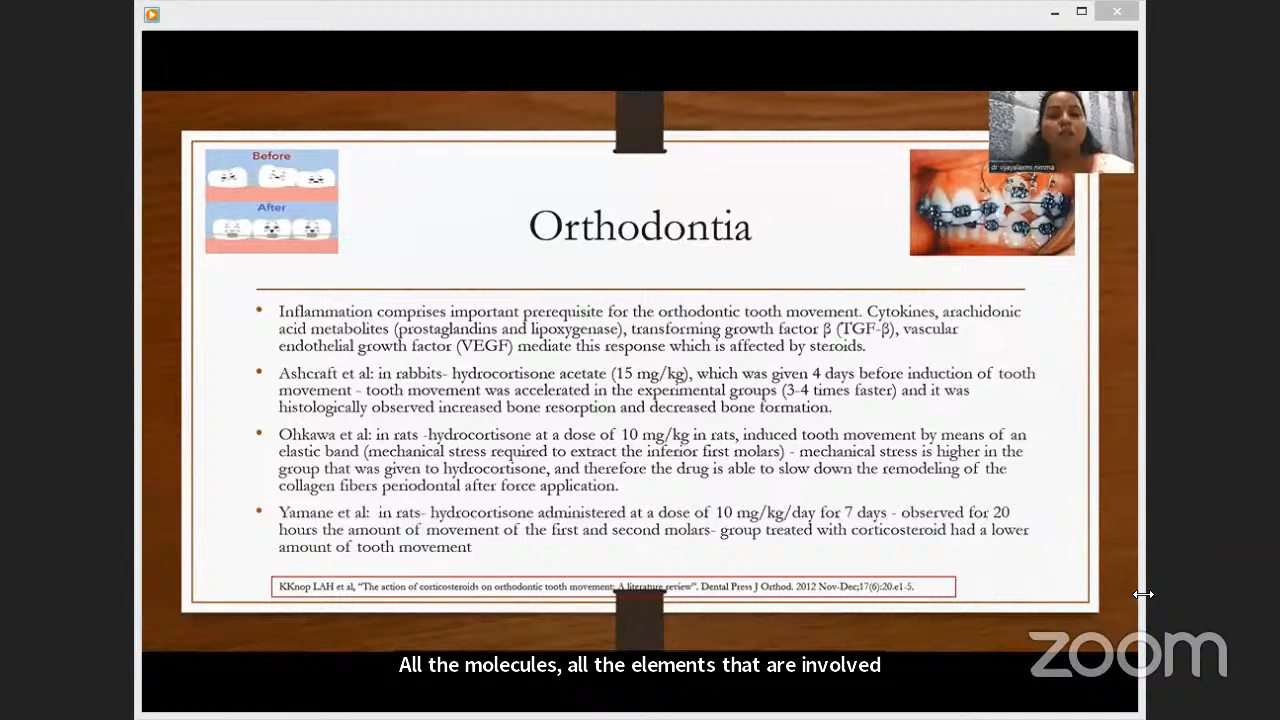 dr vijayalaxmi nimma
Before
After
Orthodontia
• Inflammation comprises important prerequisite for the orthodontic tooth movement. Cytokines, arachidonic
acid metabolites (prostaglandins and lipoxygenase), transforming growth factor β (TGF-β), vascular
endothelial growth factor (VEGF) mediate this response which is affected by steroids.
• Ashcraft et al: in rabbits- hydrocortisone acetate (15 mg/kg), which was given 4 days before induction of tooth
movement - tooth movement was accelerated in the experimental groups (3-4 times faster) and it was
histologically observed increased bone resorption and decreased bone formation.
• Ohkawa et al: in rats -hydrocortisone at a dose of 10 mg/kg in rats, induced tooth movement by means of an
elastic band (mechanical stress required to extract the inferior first molars) - mechanical stress is higher in the
group that was given to hydrocortisone, and therefore the drug is able to slow down the remodeling of the
collagen fibers periodontal after force application.
• Yamane et al: in rats- hydrocortisone administered at a dose of 10 mg/kg/day for 7 days - observed for 20
hours the amount of movement of the first and second molars- group treated with corticosteroid had a lower
amount of tooth movement
KKnop LAH et al, “The action of corticosteroids on orthodontic tooth movement: A literature review”. Dental Press J Orthod. 2012 Nov-Dec;17(6):20.e1-5.
zoom
All the molecules, all the elements that are involved